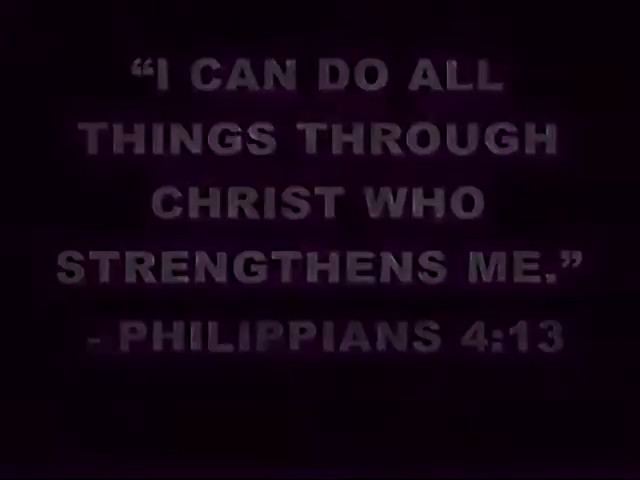 “I CAN DO ALL
THINGS THROUGH
CHRIST WHO
STRENGTHENS ME.”
- PHILIPPIANS 4:13